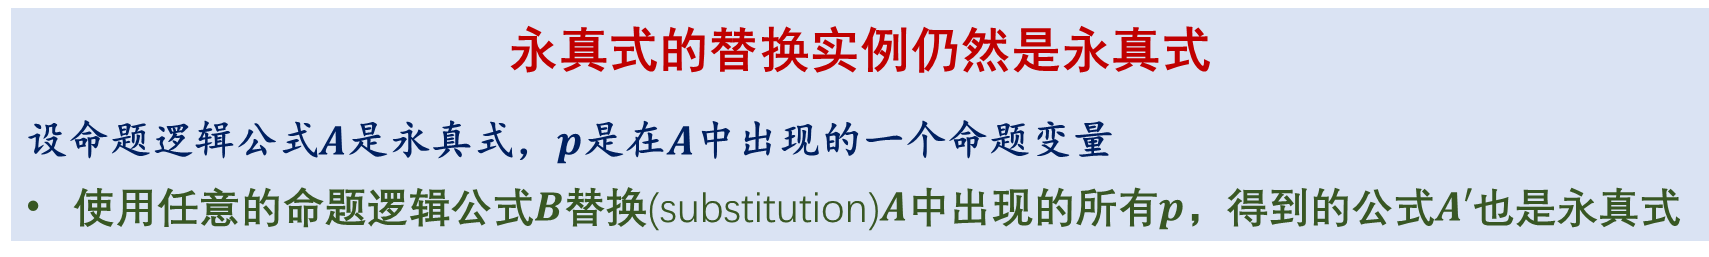 永真式的替换实例仍然是永真式
设命题逻辑公式A是永真式，p是在A中出现的一个命题变量
• 使用任意的命题逻辑公式B替换(substitution)A中出现的所有p，得到的公式A′也是永真式